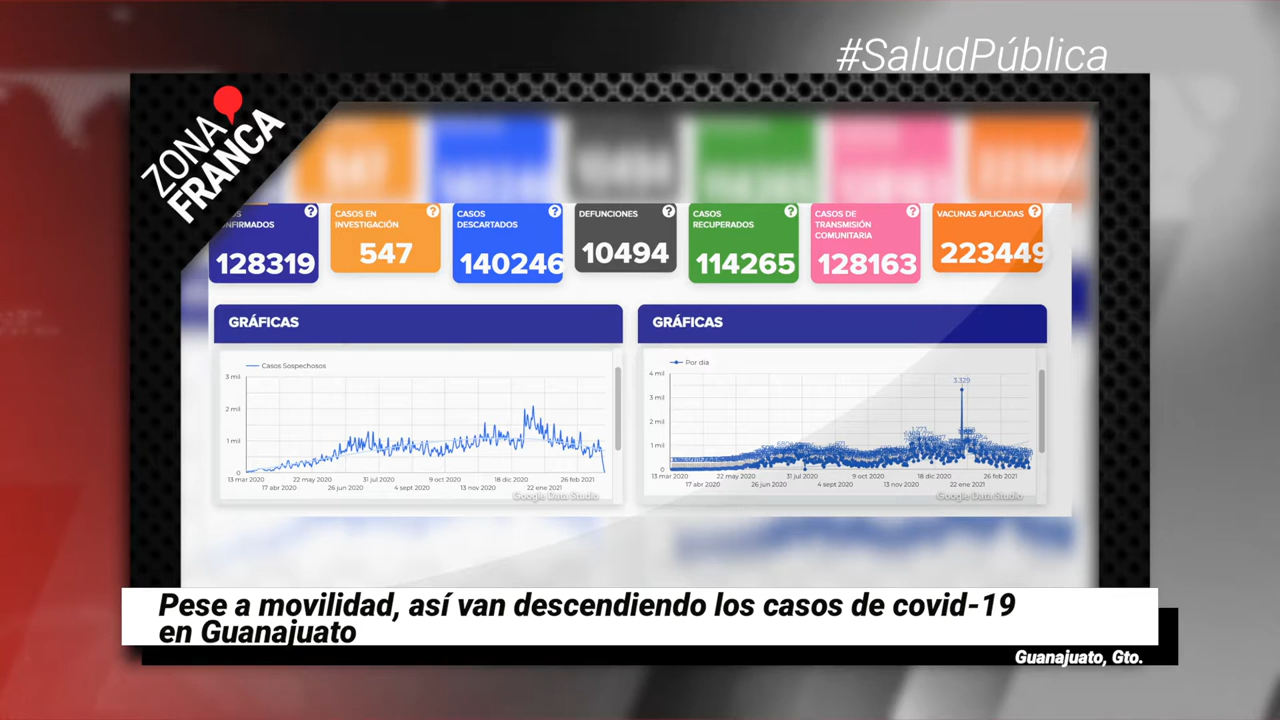 #SaludPública
ZONA
FRANCA
CASOS EN
INVESTIGACIÓN
547
CASOS
DESCARTADOS
140246
DEFUNCIONES
10494
CASOS
RECUPERADOS
114265
CASOS DE
TRANSMISIÓN
COMUNITARIA
128163
VACUNAS APLICADAS
223449
128319
GRÁFICAS
GRÁFICAS
Casos Sospechosos
3 mil
2 mil
1 mil
0
13 mar 2020 22 may 2020 31 jul 2020 9 oct 2020 18 dic 2020 26 feb 2021
17 abr 2020 26 jun 2020 4 sept 2020 13 nov 2020 22 ene 2021
Google Data Studio
Por dia
4 mil
3 mil
2 mil
1 mil
0
3.329
1.273
13 mar 2020 22 may 2020 31 jul 2020 9 oct 2020 18 dic 2020 26 feb 2021
17 abr 2020 26 jun 2020 4 sept 2020 13 nov 2020 22 ene 2021
Google Data Studio
Pese a movilidad, así van descendiendo los casos de covid-19
en Guanajuato
Guanajuato, Gto.